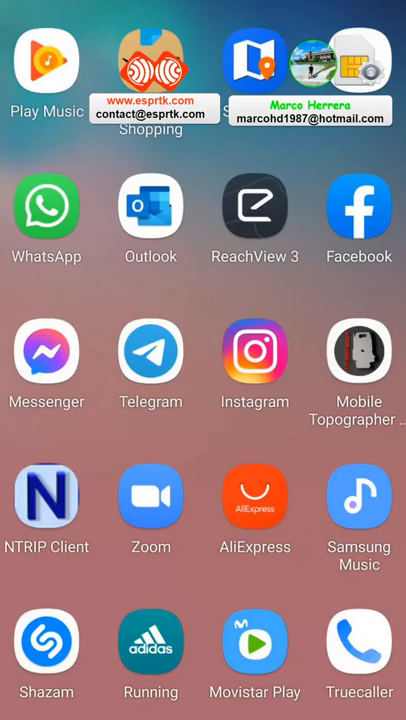 www.esprtk.com
contact@esprtk.com
Marco Herrera
marcohd1987@hotmail.com
Play Music
Shopping
S
WhatsApp
Outlook
ReachView 3
Facebook
Messenger
Telegram
Instagram
Mobile
Topographer ..
N
NTRIP Client
Zoom
AliExpress
AliExpress
Samsung
Music
adidas
Shazam
Running
Movistar Play
Truecaller